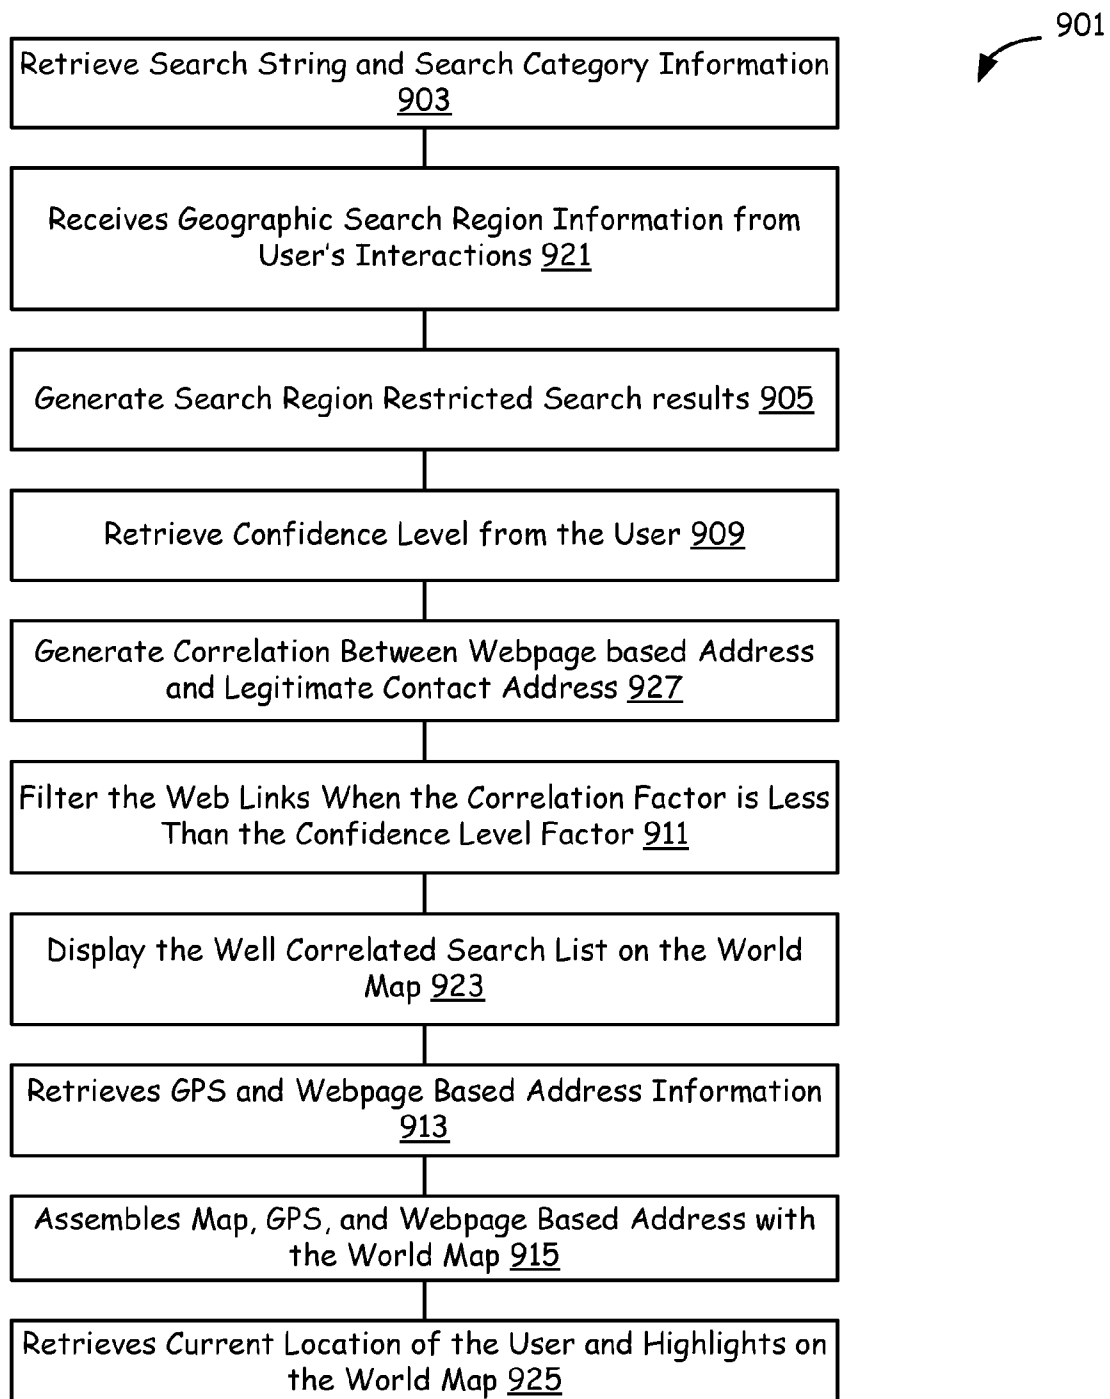 901
Retrieve Search String and Search Category Information
903
Receives Geographic Search Region Information from
User's Interactions 921
Generate Search Region Restricted Search results 905
Retrieve Confidence Level from the User 909
Generate Correlation Between Webpage based Address
and Legitimate Contact Address 927
Filter the Web Links When the Correlation Factor is Less
Than the Confidence Level Factor 911
Display the Well Correlated Search List on the World
Map 923
Retrieves GPS and Webpage Based Address Information
913
Assembles Map, GPS, and Webpage Based Address with
the World Map 915
Retrieves Current Location of the User and Highlights on
the World Map 925